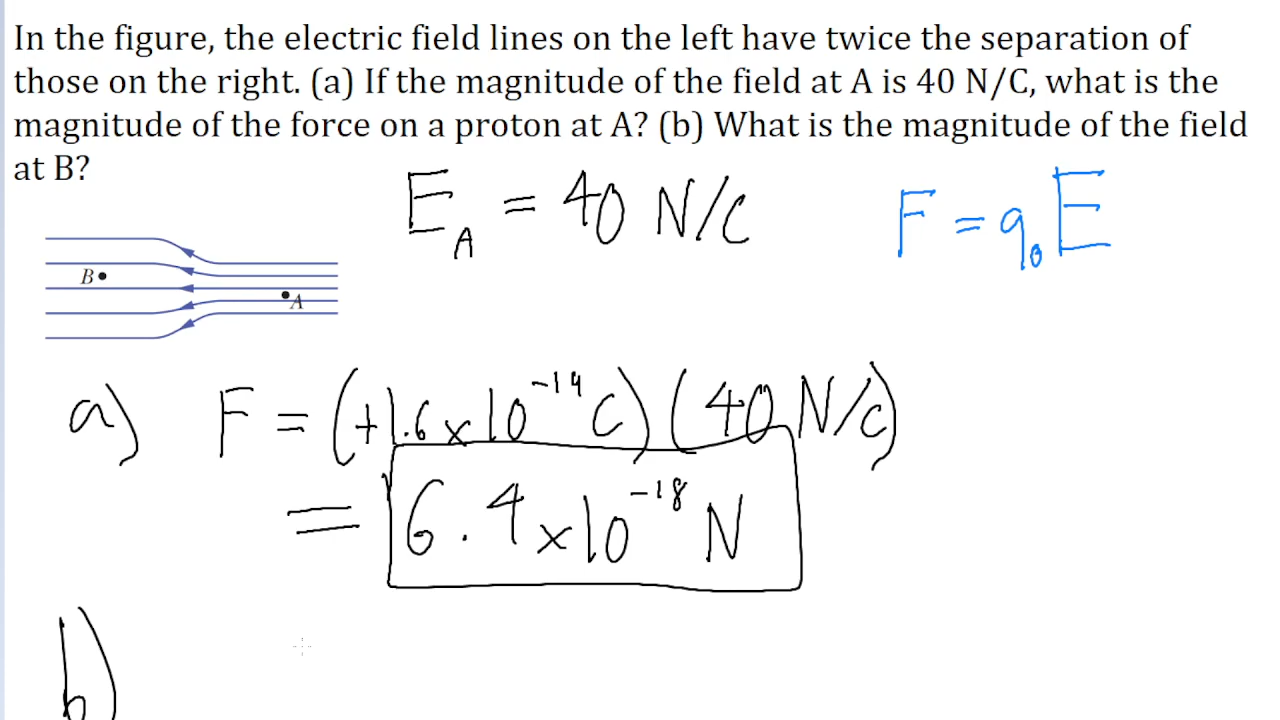 In the figure, the electric field lines on the left have twice the separation of
those on the right. (a) If the magnitude of the field at A is 40 N/C, what is the
magnitude of the force on a proton at A? (b) What is the magnitude of the field
at B?
E_A = 40 N/C
F = q_0 E
B
A
a) F = (+1.6 x 10^-19 C) (40 N/C)
= 6.4 x 10^-18 N
b)